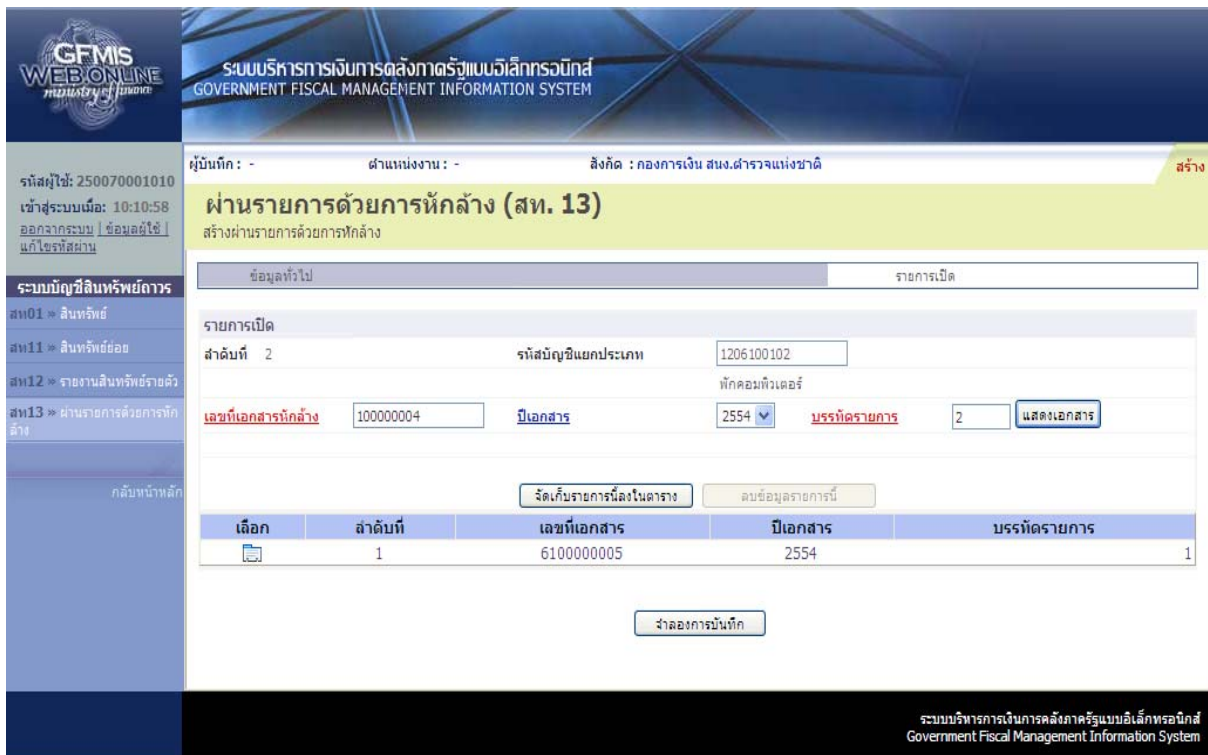 GFMIS
WEB ONLINE
ministry of finance
ระบบบริหารการเงินการคลังภาครัฐแบบอิเล็กทรอนิกส์
GOVERNMENT FISCAL MANAGEMENT INFORMATION SYSTEM
รหัสผู้ใช้: 250070001010
เข้าสู่ระบบเมื่อ: 10:10:58
ออกจากระบบ | ข้อมูลผู้ใช้ |
แก้ไขรหัสผ่าน
ระบบบัญชีสินทรัพย์ถาวร
สท01 » สินทรัพย์
สท11 » สินทรัพย์ย่อย
สท12 » รายงานสินทรัพย์รายตัว
สท13 » ผ่านรายการด้วยการหัก
ล้าง
กลับหน้าหลัก
ผู้บันทึก : - ตำแหน่งงาน : - สังกัด : กองการเงิน สนง.ตำรวจแห่งชาติ สร้าง
ผ่านรายการด้วยการหักล้าง (สท. 13)
สร้างผ่านรายการด้วยการหักล้าง
ข้อมูลทั่วไป รายการเปิด
รายการเปิด
ลำดับที่ 2 รหัสบัญชีแยกประเภท 1206100102
พักคอมพิวเตอร์
เลขที่เอกสารหักล้าง 100000004 ปีเอกสาร 2554 บรรทัดรายการ 2 แสดงเอกสาร
จัดเก็บรายการนี้ลงในตาราง ลบข้อมูลรายการนี้
เลือก ลำดับที่ เลขที่เอกสาร ปีเอกสาร บรรทัดรายการ
1 6100000005 2554 1
จำลองการบันทึก
ระบบบริหารการเงินการคลังภาครัฐแบบอิเล็กทรอนิกส์
Government Fiscal Management Information System